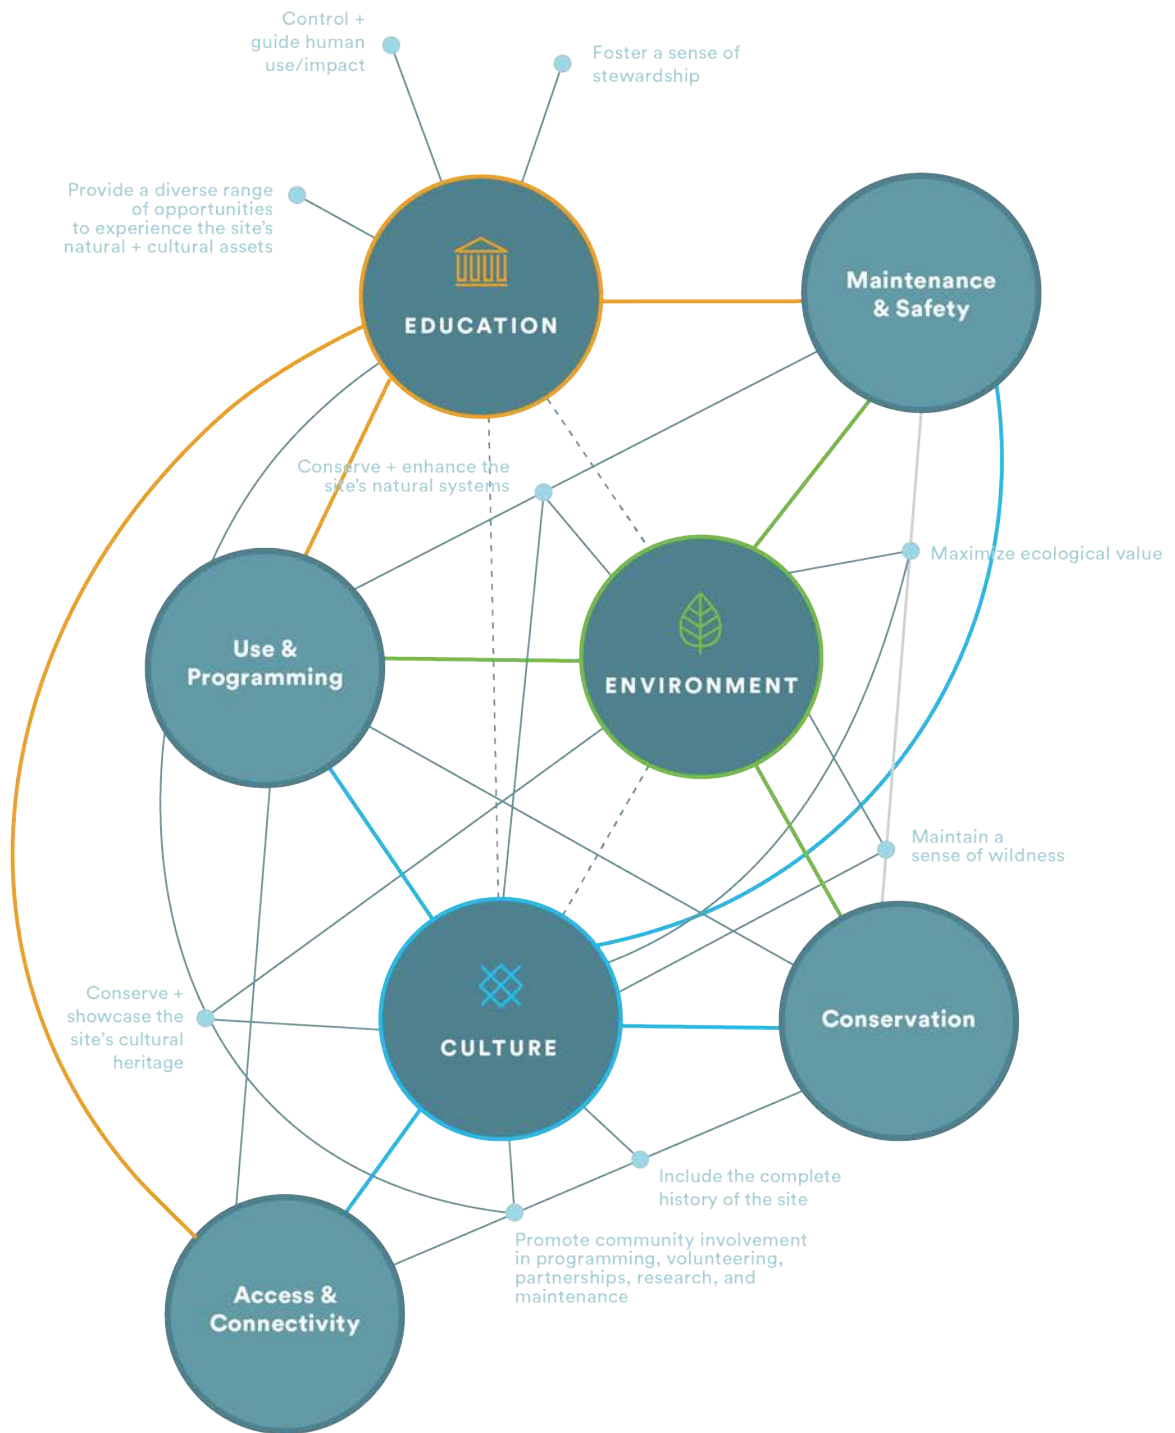 Control +
guide human
use/impact
Foster a sense of
stewardship
Provide a diverse range
of opportunities
to experience the site's
natural + cultural assets
EDUCATION
Maintenance
& Safety
Conserve + enhance the
site's natural systems
Maximize ecological value
Use &
Programming
ENVIRONMENT
Maintain a
sense of wildness
Conserve +
showcase the
site's cultural
heritage
CULTURE
Conservation
Include the complete
history of the site
Promote community involvement
in programming, volunteering,
partnerships, research, and
maintenance
Access &
Connectivity